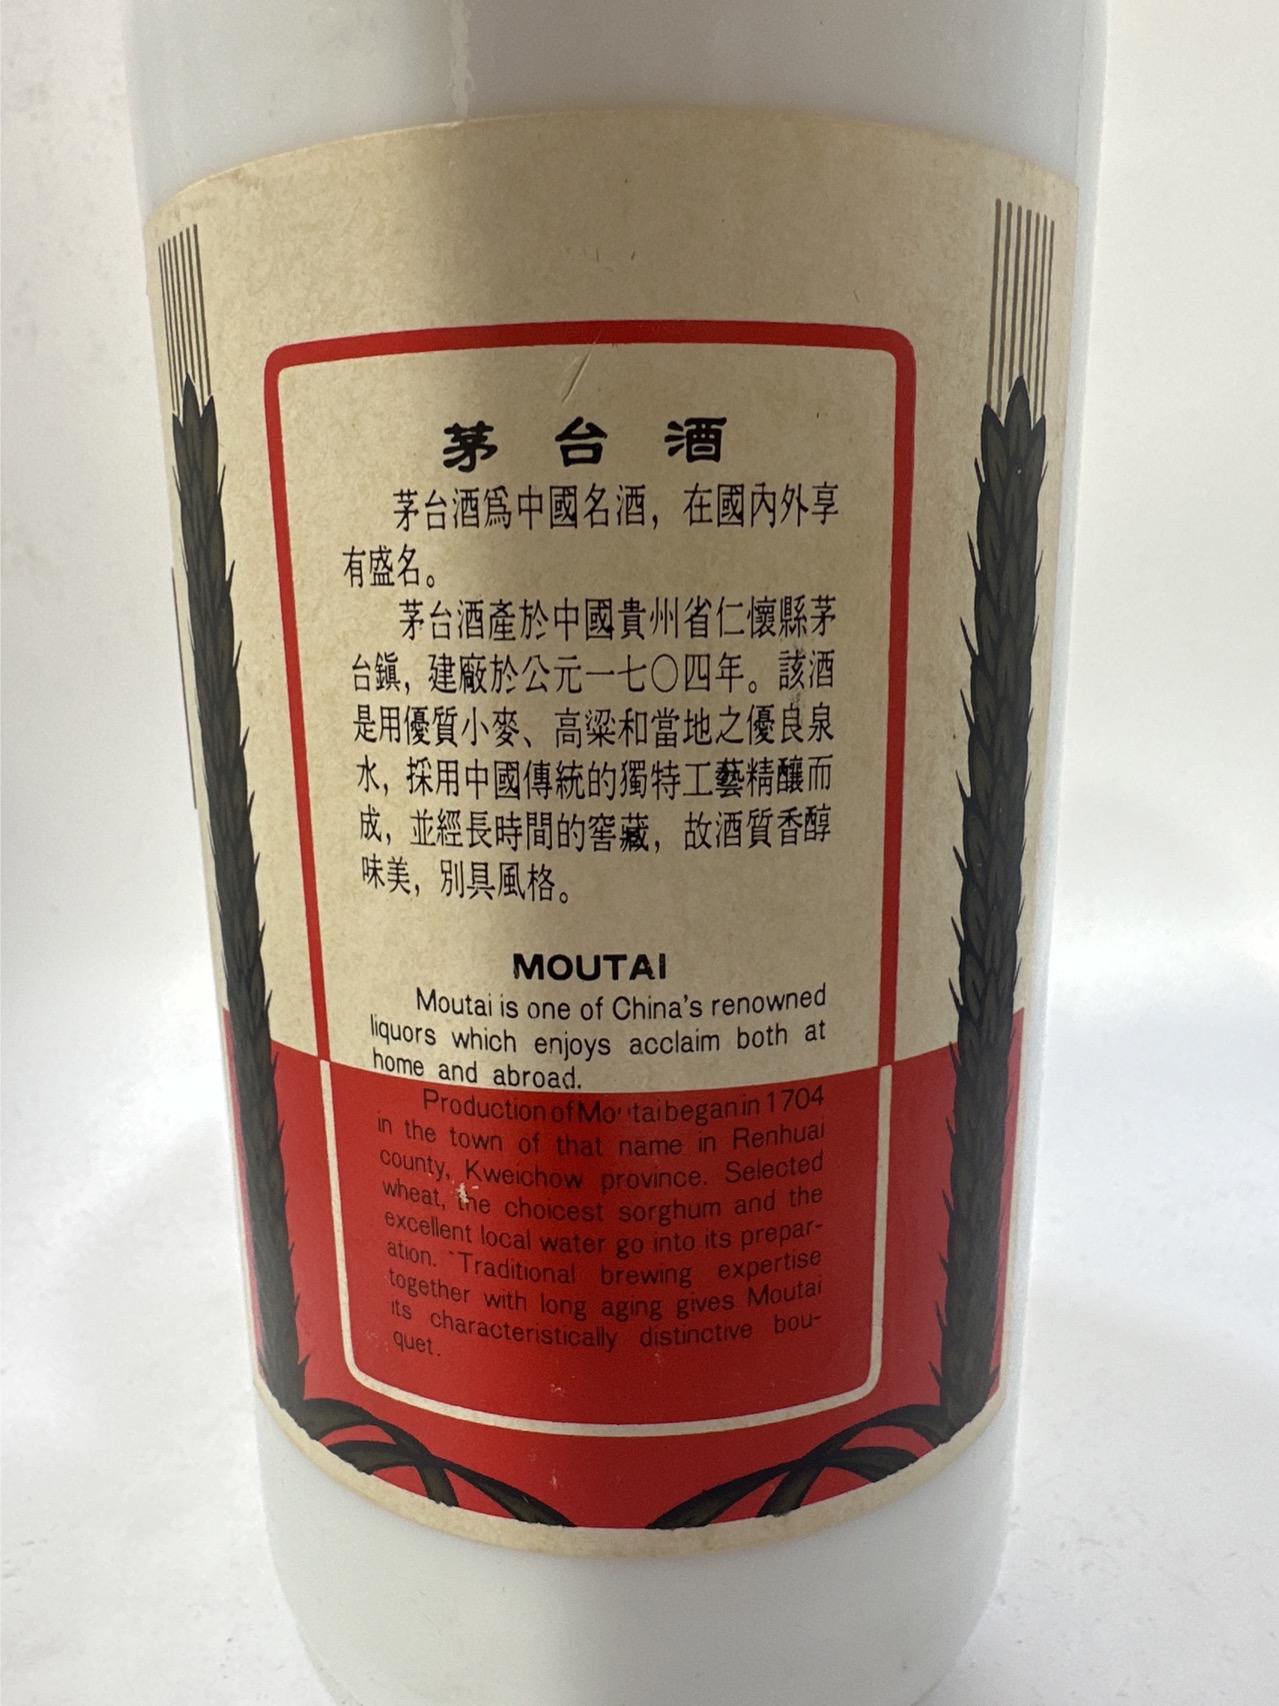 茅台酒
茅台酒爲中國名酒，在國內外享
有盛名。
茅台酒產於中國貴州省仁懷縣茅
台鎭，建廠於公元一七〇四年。該酒
是用優質小麥、高粱和當地之優良泉
水，採用中國傳統的獨特工藝精釀而
成，並經長時間的窖藏，故酒質香醇
味美，別具風格。
MOUTAI
Moutai is one of China's renowned
liquors which enjoys acclaim both at
home and abroad.
Production of Moutai began in 1704
in the town of that name in Renhuai
county, Kweichow province. Selected
wheat, the choicest sorghum and the
excellent local water go into its prepar-
ation. Traditional brewing expertise
together with long aging gives Moutai
its characteristically distinctive bou-
quet.